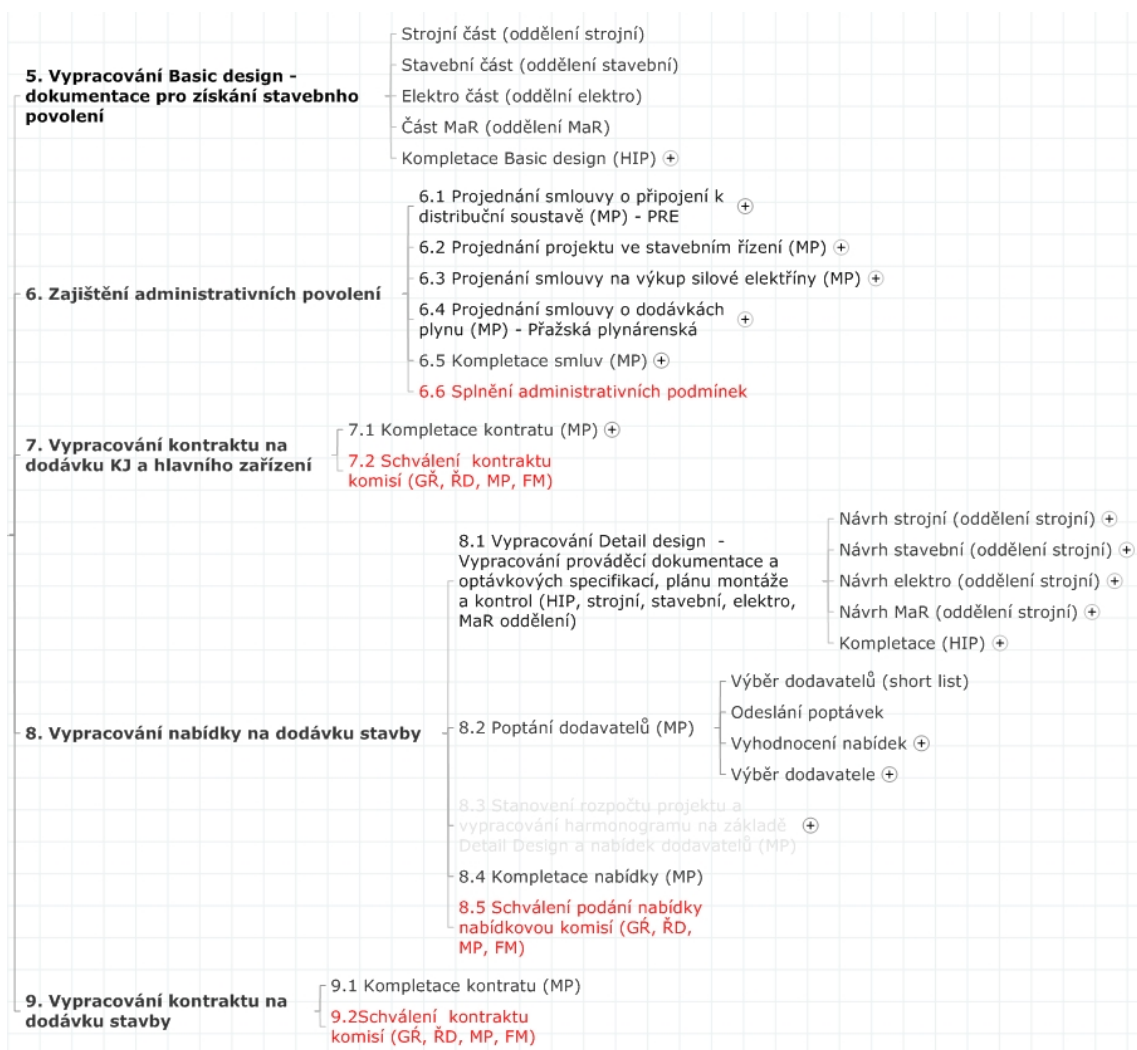 5. Vypracování Basic design -
dokumentace pro získání stavebnho
povolení
Strojní část (oddělení strojní)
Stavební část (oddělení stavební)
Elektro část (oddělní elektro)
Část MaR (oddělení MaR)
Kompletace Basic design (HIP)
6. Zajištění administrativních povolení
6.1 Projednání smlouvy o připojení k
distribuční soustavě (MP) - PRE
6.2 Projednání projektu ve stavebním řízení (MP)
6.3 Projenání smlouvy na výkup silové elektříny (MP)
6.4 Projednání smlouvy o dodávkách
plynu (MP) - Přažská plynárenská
6.5 Kompletace smluv (MP)
6.6 Splnění administrativních podmínek
7. Vypracování kontraktu na
dodávku KJ a hlavního zařízení
7.1 Kompletace kontratu (MP)
7.2 Schválení kontraktu
komisí (GŘ, ŘD, MP, FM)
8. Vypracování nabídky na dodávku stavby
8.1 Vypracování Detail design -
Vypracování prováděcí dokumentace a
optávkových specifikací, plánu montáže
a kontrol (HIP, strojní, stavební, elektro,
MaR oddělení)
Návrh strojní (oddělení strojní)
Návrh stavební (oddělení strojní)
Návrh elektro (oddělení strojní)
Návrh MaR (oddělení strojní)
Kompletace (HIP)
8.2 Poptání dodavatelů (MP)
Výběr dodavatelů (short list)
Odeslání poptávek
Vyhodnocení nabídek
Výběr dodavatele
8.3 Stanovení rozpočtu projektu a
vypracování harmonogramu na základě
Detail Design a nabídek dodavatelů (MP)
8.4 Kompletace nabídky (MP)
8.5 Schválení podání nabídky
nabídkovou komisí (GŔ, ŘD,
MP, FM)
9. Vypracování kontraktu na
dodávku stavby
9.1 Kompletace kontratu (MP)
9.2Schválení kontraktu
komisí (GŔ, ŘD, MP, FM)